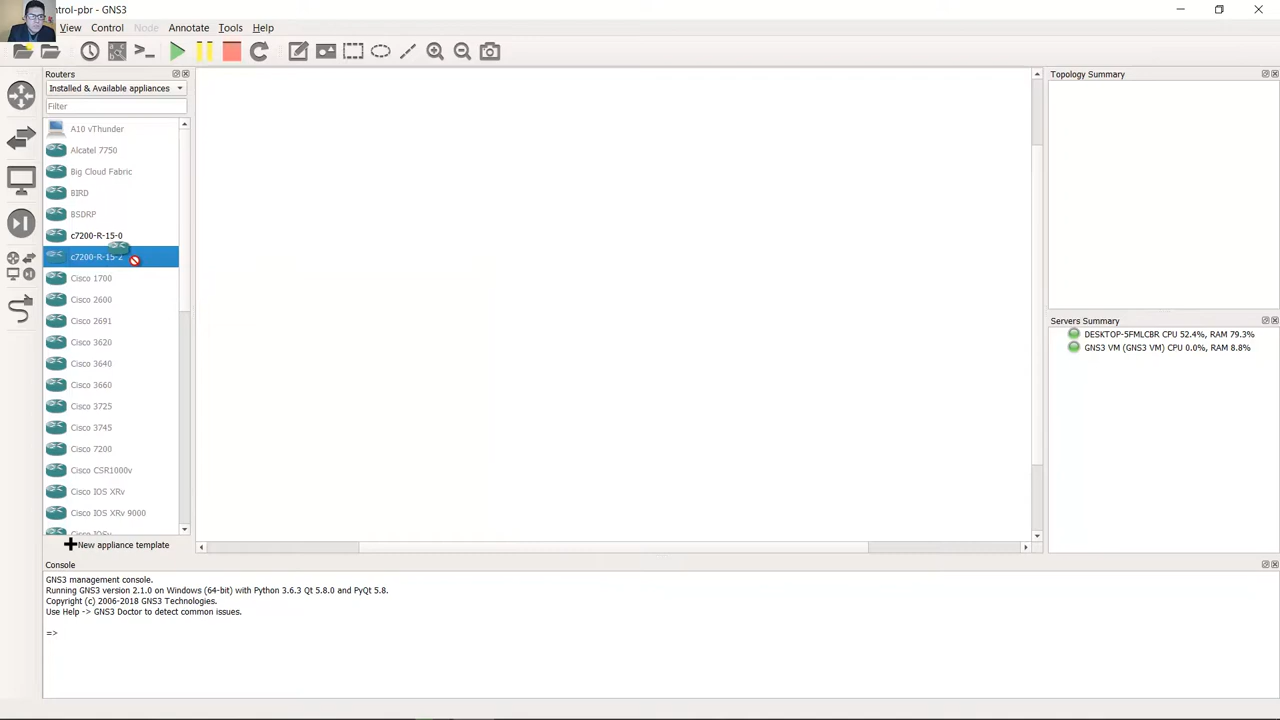 ntrol-pbr - GNS3
View Control Node Annotate Tools Help
Routers
Installed & Available appliances
Filter
A10 vThunder
Alcatel 7750
Big Cloud Fabric
BIRD
BSDRP
c7200-R-15-0
c7200-R-15-2
Cisco 1700
Cisco 2600
Cisco 2691
Cisco 3620
Cisco 3640
Cisco 3660
Cisco 3725
Cisco 3745
Cisco 7200
Cisco CSR1000v
Cisco IOS XRv
Cisco IOS XRv 9000
Cisco IOSv
New appliance template
Topology Summary
Servers Summary
DESKTOP-5FMLCBR CPU 52.4%, RAM 79.3%
GNS3 VM (GNS3 VM) CPU 0.0%, RAM 8.8%
Console
GNS3 management console.
Running GNS3 version 2.1.0 on Windows (64-bit) with Python 3.6.3 Qt 5.8.0 and PyQt 5.8.
Copyright (c) 2006-2018 GNS3 Technologies.
Use Help -> GNS3 Doctor to detect common issues.
=>